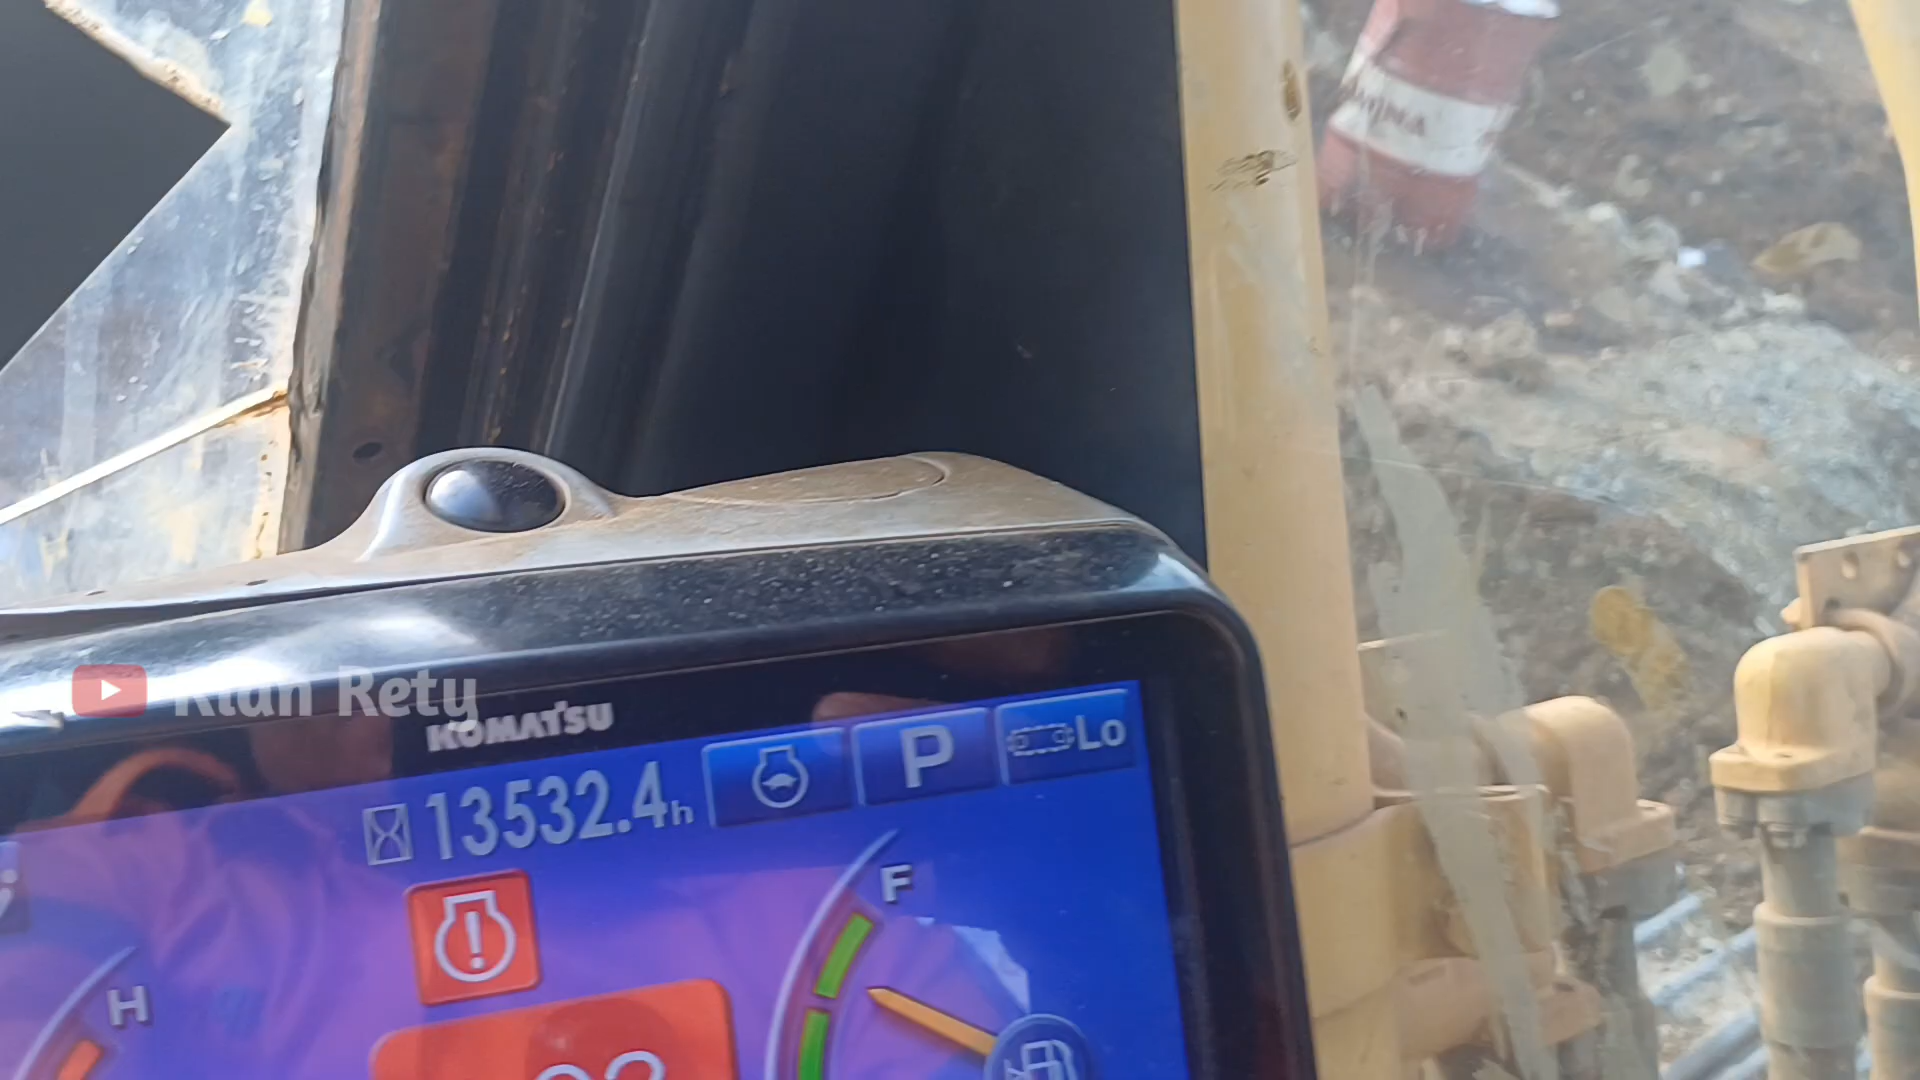 Rian Rety
KOMATSU
13532.4h
P
Lo
F
H